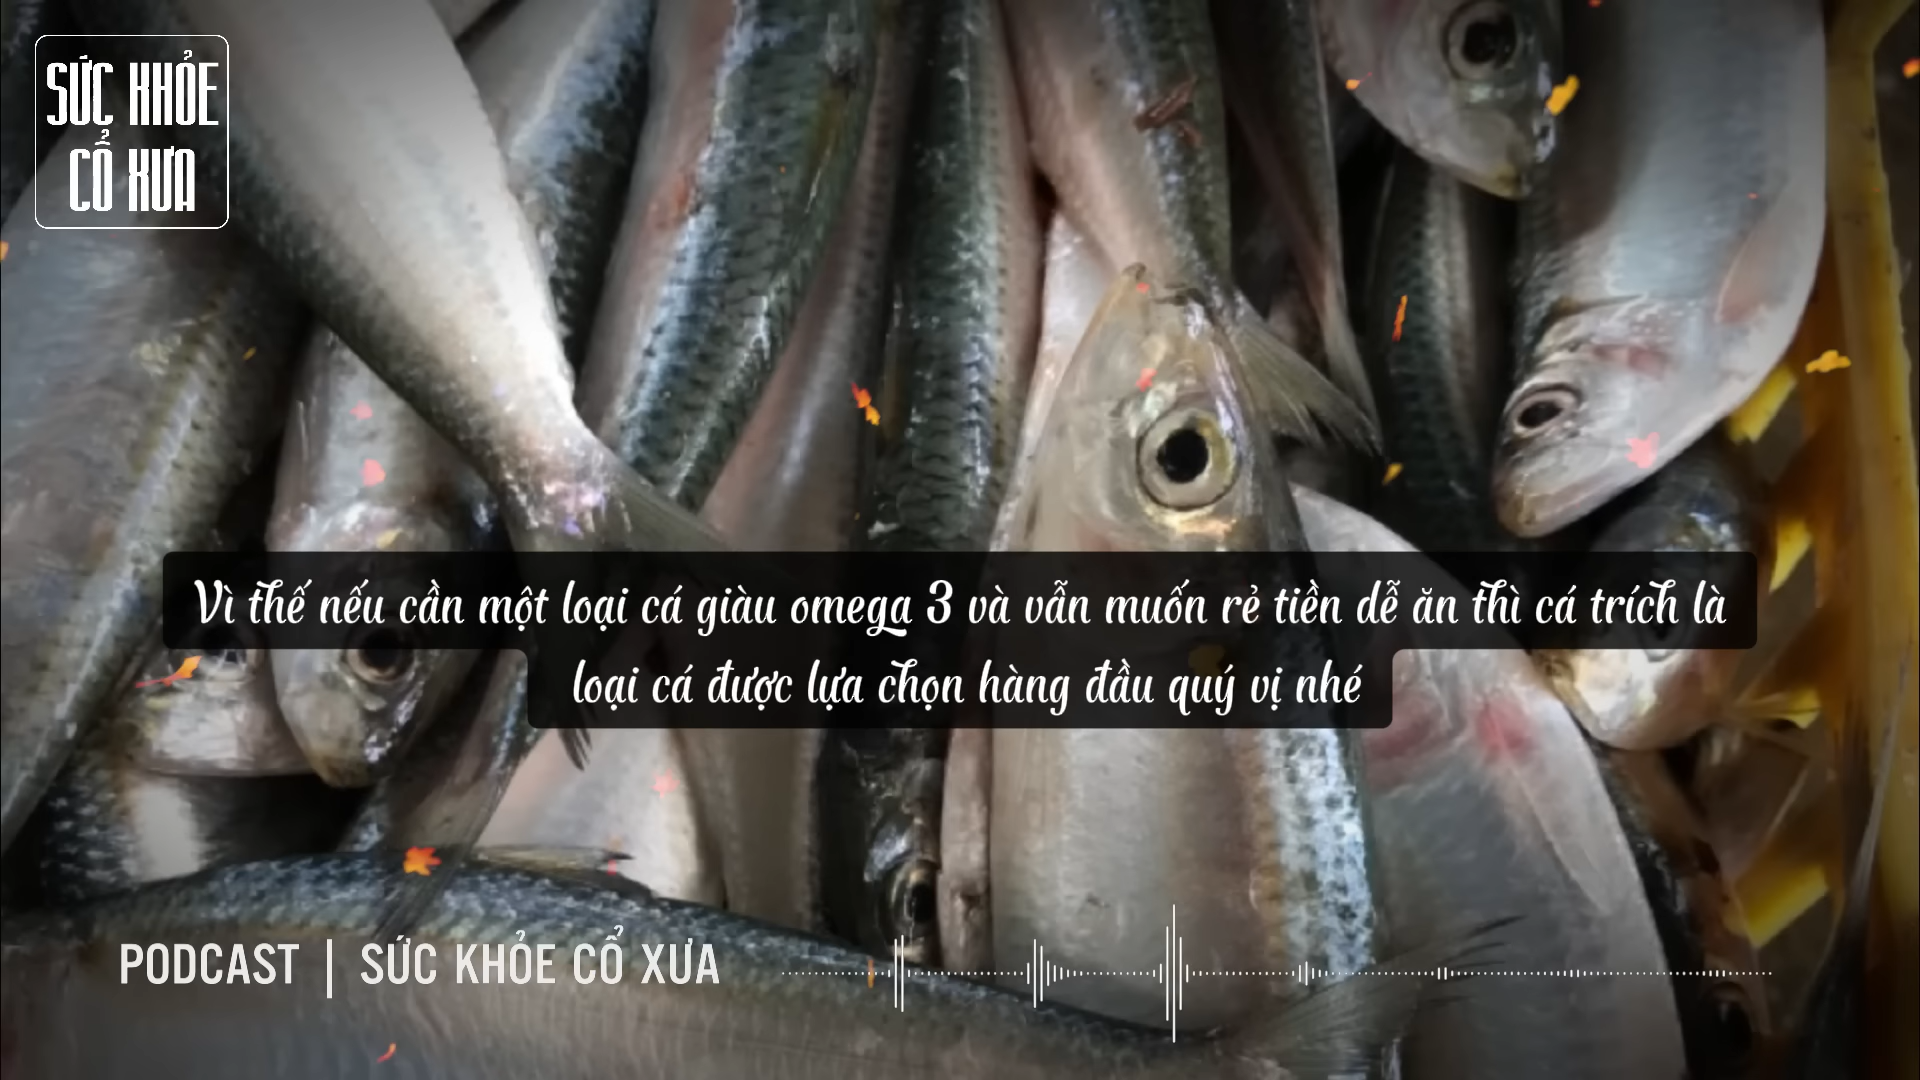 SỨC KHỎE
CỔ XƯA
Vì thế nếu cần một loại cá giàu omega 3 và vẫn muốn rẻ tiền dễ ăn thì cá trích là
loại cá được lựa chọn hàng đầu quý vị nhé
PODCAST | SỨC KHỎE CỔ XƯA